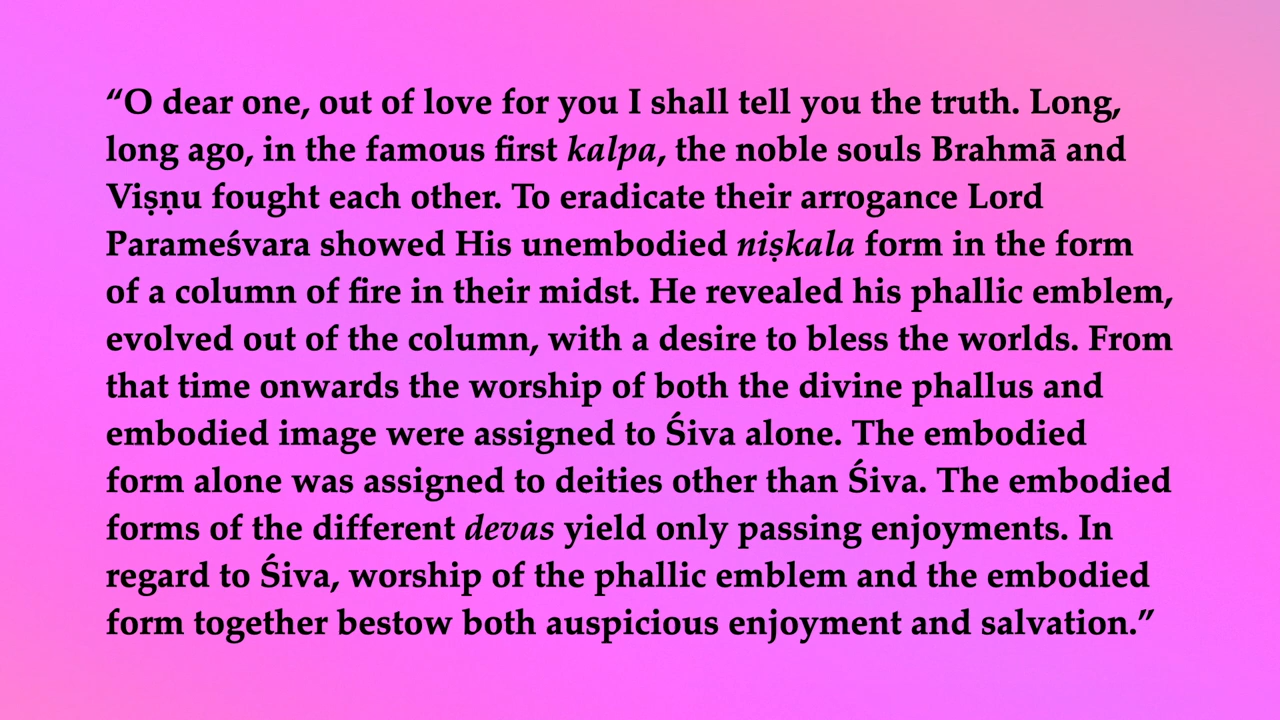 “O dear one, out of love for you I shall tell you the truth. Long,
long ago, in the famous first kalpa, the noble souls Brahmā and
Viṣṇu fought each other. To eradicate their arrogance Lord
Parameśvara showed His unembodied niṣkala form in the form
of a column of fire in their midst. He revealed his phallic emblem,
evolved out of the column, with a desire to bless the worlds. From
that time onwards the worship of both the divine phallus and
embodied image were assigned to Śiva alone. The embodied
form alone was assigned to deities other than Śiva. The embodied
forms of the different devas yield only passing enjoyments. In
regard to Śiva, worship of the phallic emblem and the embodied
form together bestow both auspicious enjoyment and salvation.”